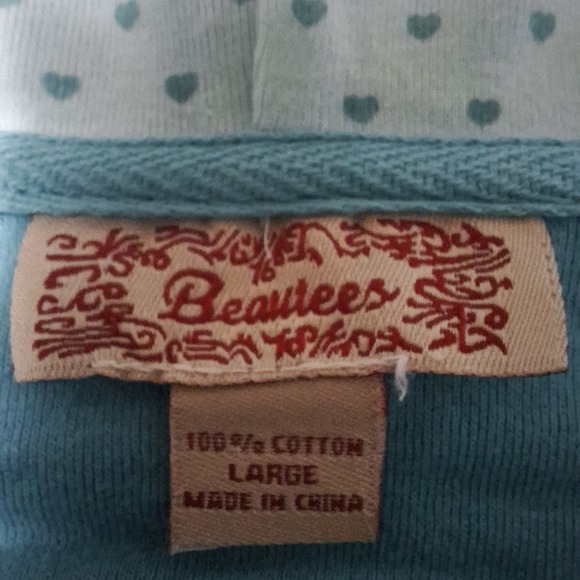 Beautees
100% COTTON
LARGE
MADE IN CHINA